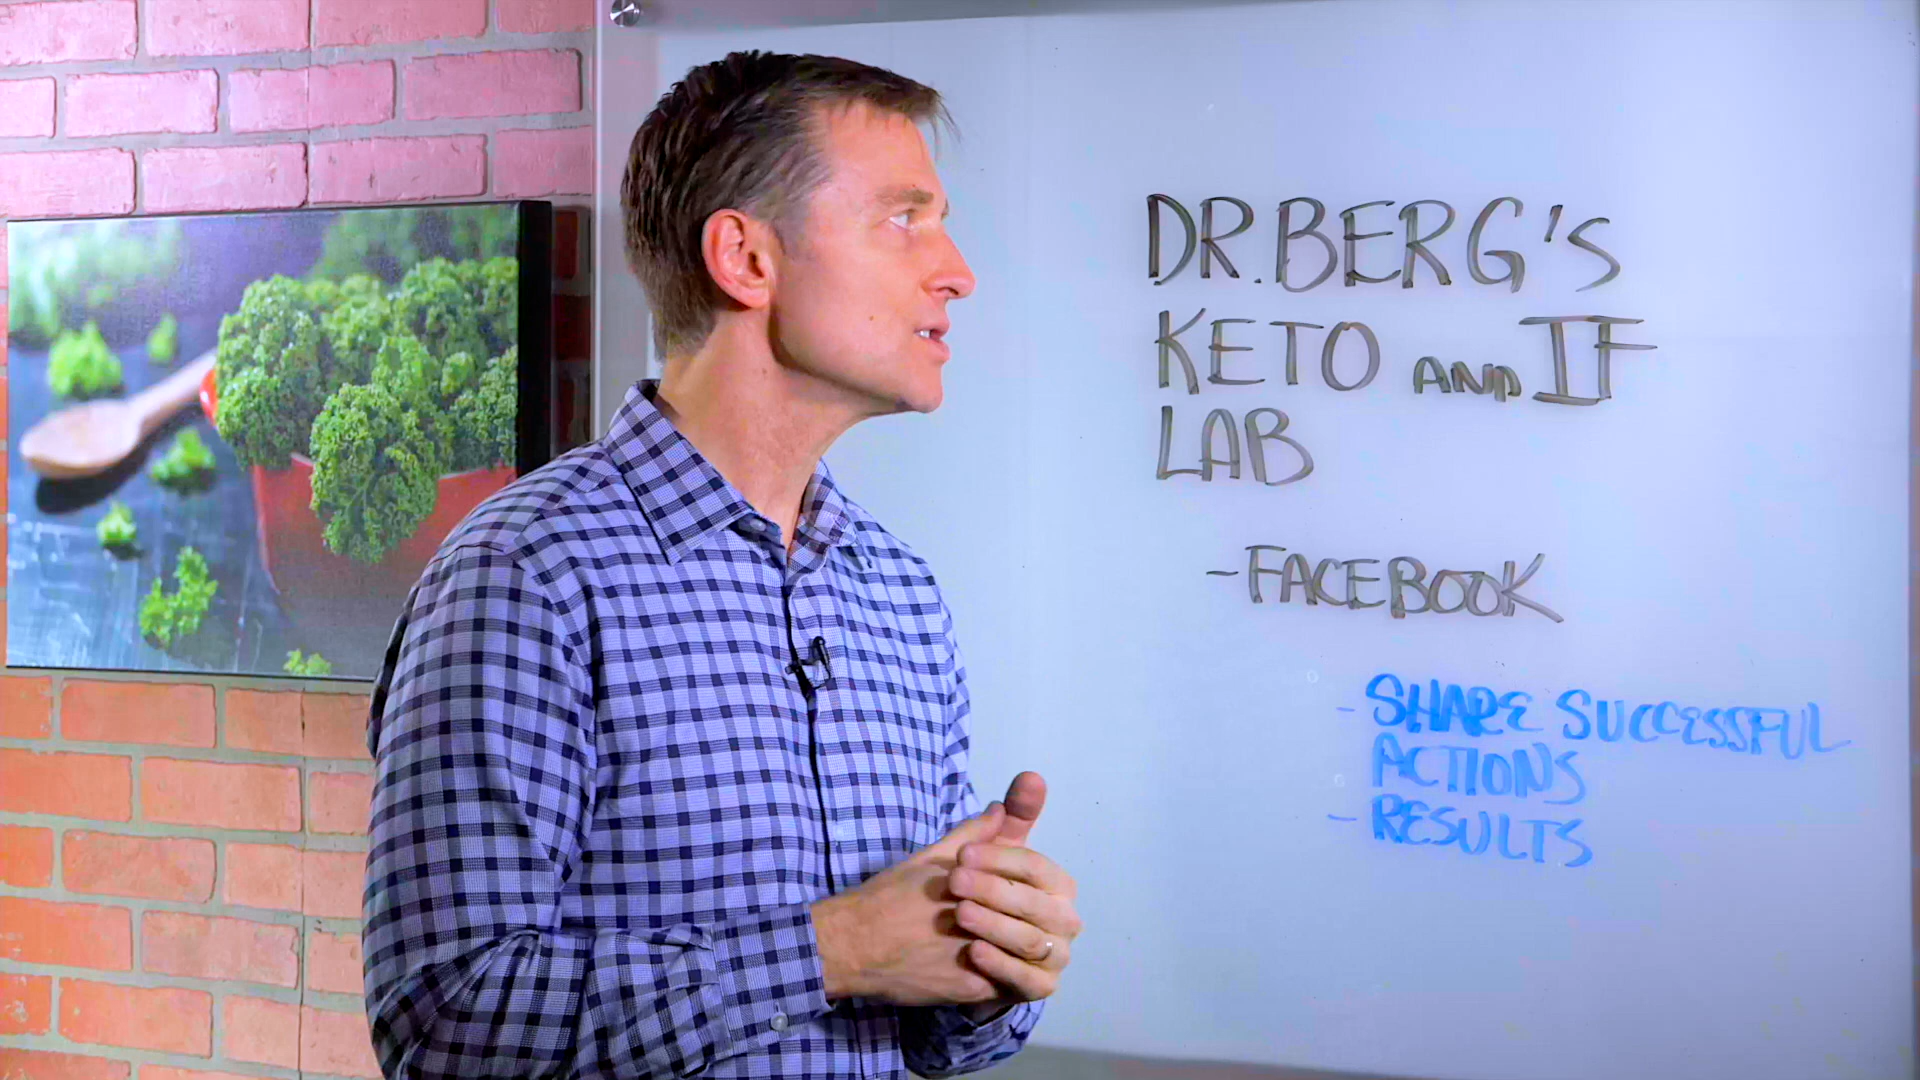 DR. BERG'S
KETO AND IF
LAB
- FACEBOOK
- SHARE SUCCESSFUL
ACTIONS
- RESULTS